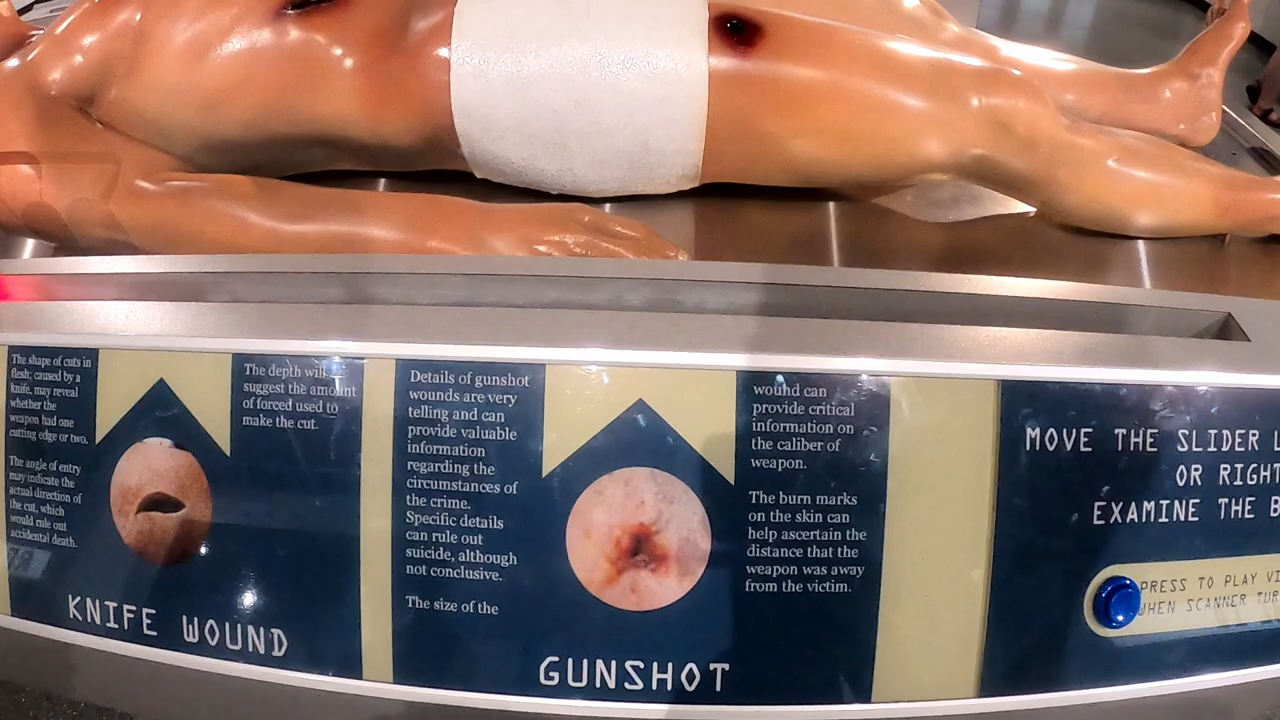 The shape of cuts in
flesh; caused by a
knife, may reveal
whether the
weapon had one
cutting edge or two.
The angle of entry
may indicate the
actual direction of
the cut, which
would rule out
accidental death.
The depth will
suggest the amount
of forced used to
make the cut.
KNIFE WOUND
Details of gunshot
wounds are very
telling and can
provide valuable
information
regarding the
circumstances of
the crime.
Specific details
can rule out
suicide, although
not conclusive.
The size of the
wound can
provide critical
information on
the caliber of
weapon.
The burn marks
on the skin can
help ascertain the
distance that the
weapon was away
from the victim.
GUNSHOT
MOVE THE SLIDER
OR RIGHT
EXAMINE THE
PRESS TO PLAY
WHEN SCANNER